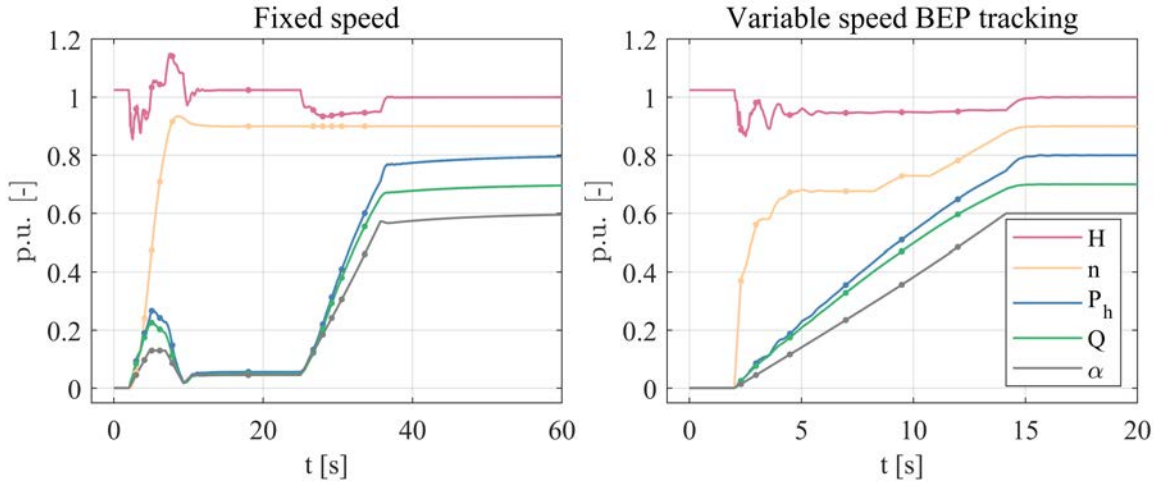 Fixed speed
1.2
1
0.8
0.6
0.4
0.2
0
p.u. [-]
0 20 40 60
t [s]
Variable speed BEP tracking
1.2
1
0.8
0.6
0.4
0.2
0
p.u. [-]
0 5 10 15 20
t [s]
H
n
P_h
Q
α